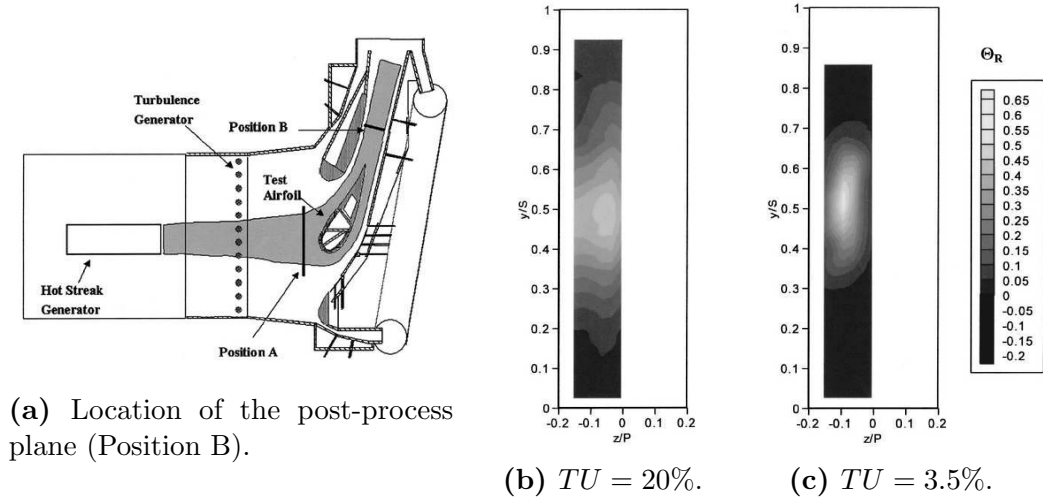 Turbulence
Generator
Position B
Test
Airfoil
Hot Streak
Generator
Position A
(a) Location of the post-process
plane (Position B).
1
0.9
0.8
0.7
0.6
0.5
0.4
0.3
0.2
0.1
0
y/S
-0.2 -0.1 0 0.1 0.2
z/P
(b) TU = 20%.
1
0.9
0.8
0.7
0.6
0.5
0.4
0.3
0.2
0.1
0
y/S
-0.2 -0.1 0 0.1 0.2
z/P
(c) TU = 3.5%.
Θ_R
0.65
0.6
0.55
0.5
0.45
0.4
0.35
0.3
0.25
0.2
0.15
0.1
0.05
0
-0.05
-0.1
-0.15
-0.2